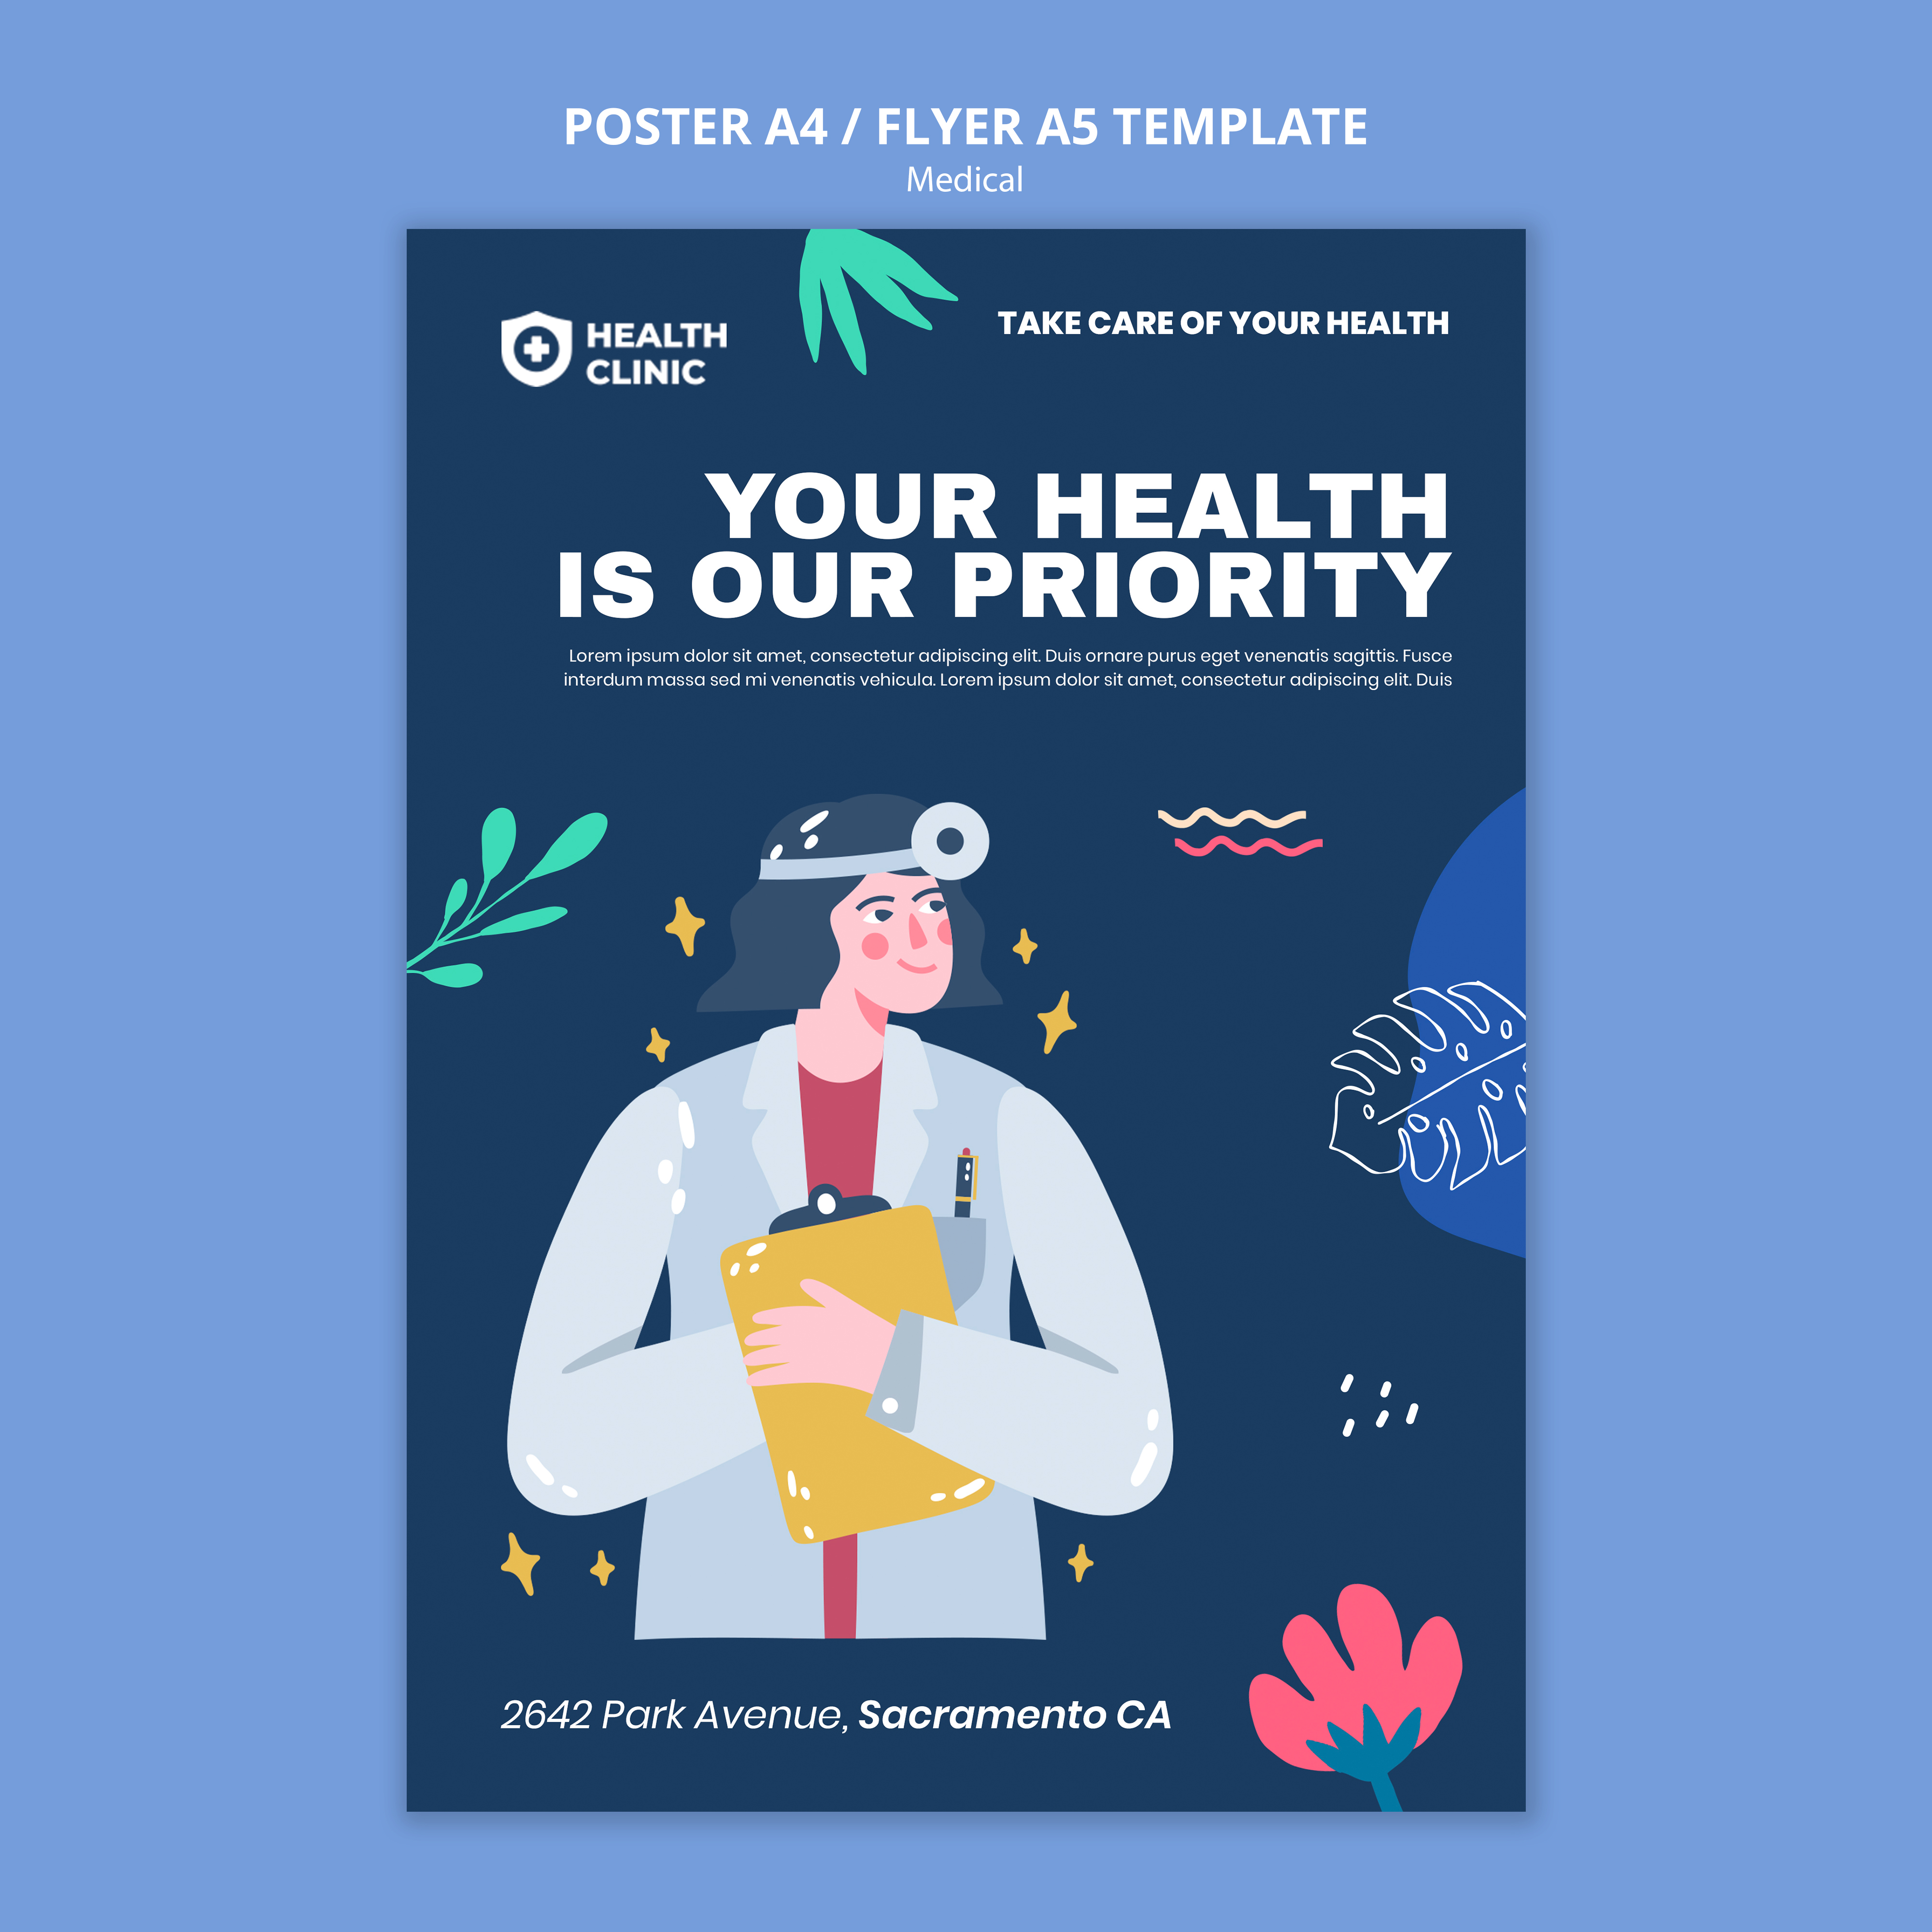 POSTER A4 / FLYER A5 TEMPLATE
Medical
HEALTH
CLINIC
TAKE CARE OF YOUR HEALTH
YOUR HEALTH
IS OUR PRIORITY
Lorem ipsum dolor sit amet, consectetur adipiscing elit. Duis ornare purus eget venenatis sagittis. Fusce
interdum massa sed mi venenatis vehicula. Lorem ipsum dolor sit amet, consectetur adipiscing elit. Duis
2642 Park Avenue, Sacramento CA